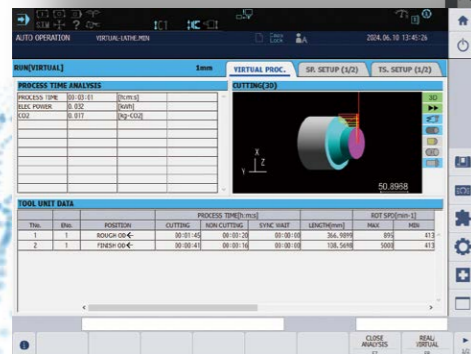 AUTO OPERATION VIRTUAL-LATHE.MIN Easy Lock A 2024.06.10 13:45:26
RUN[VIRTUAL] 1mm VIRTUAL PROC. SP. SETUP (1/2) TS. SETUP (1/2)
PROCESS TIME ANALYSIS CUTTING(3D)
PROCESS TIME 00:03:01 [h:m:s]
ELEC POWER 0.032 [kWh]
CO2 0.017 [kg-CO2]
3D
X
Z
Y
50.8968
TOOL UNIT DATA
PROCESS TIME[h:m:s] ROT SPD[min-1]
TNo. ENo. POSITION CUTTING NON CUTTING SYNC WAIT LENGTH[mm] MAX MIN
1 1 ROUGH OD← 00:01:45 00:00:20 00:00:00 366.9899 895 413
2 1 FINISH OD← 00:00:41 00:00:16 00:00:00 138.5698 5000 413
CLOSE ANALYSIS REAL/ VIRTUAL
F7 F8